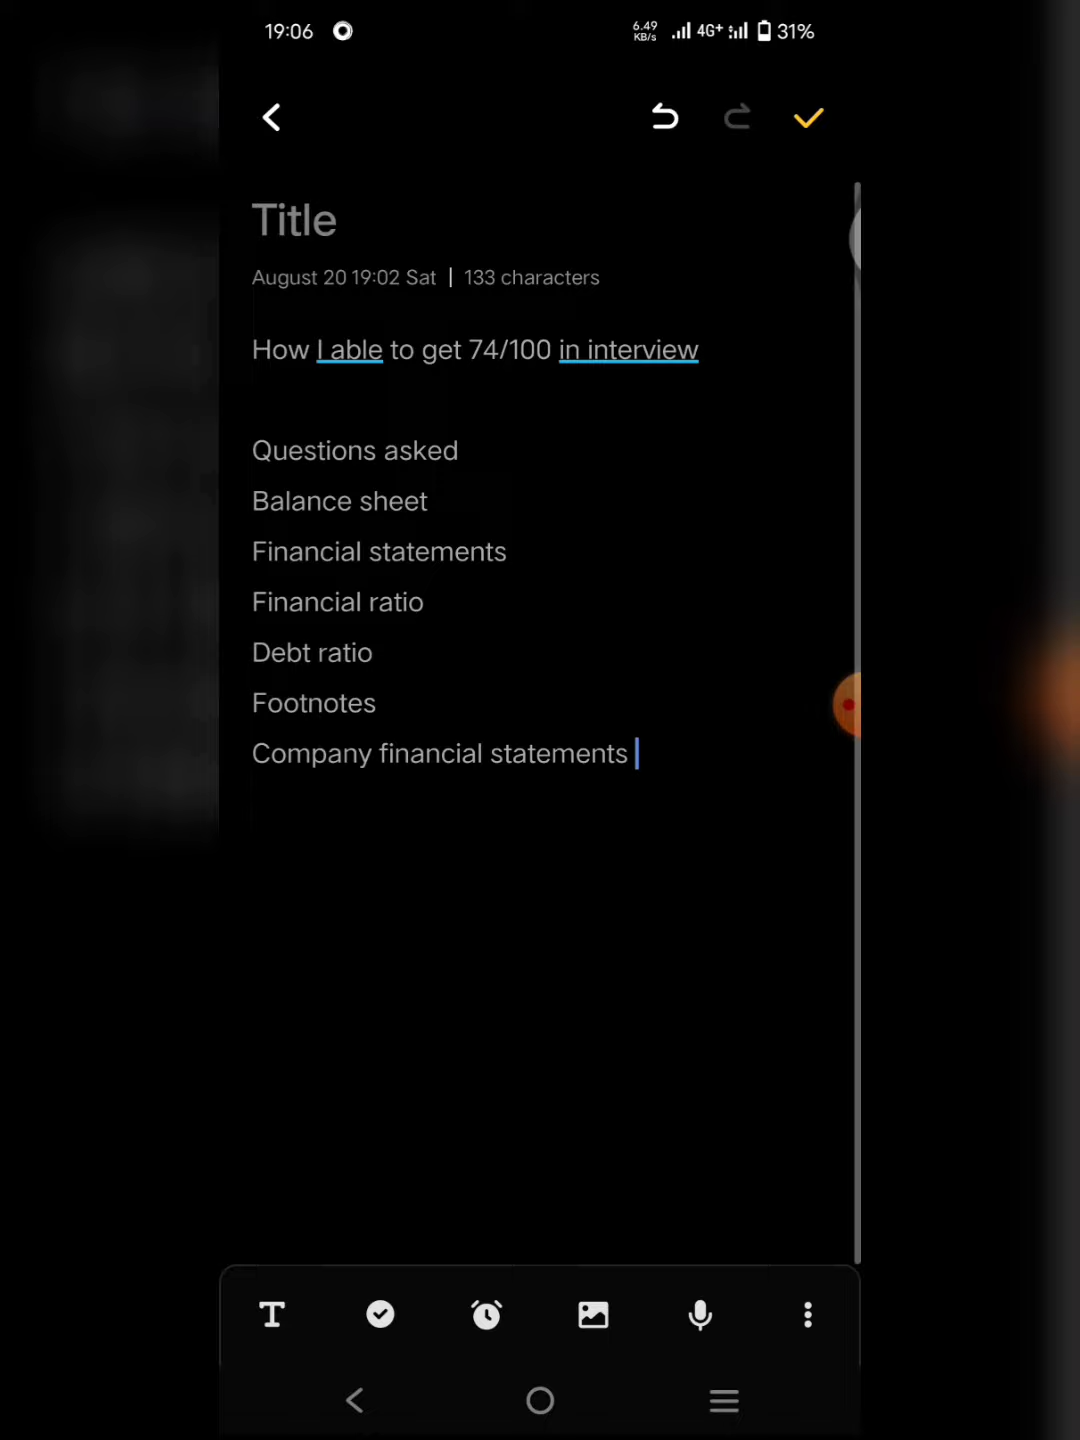 19:06 6.49 KB/s 4G+ 31%
Title
August 20 19:02 Sat | 133 characters
How I able to get 74/100 in interview
Questions asked
Balance sheet
Financial statements
Financial ratio
Debt ratio
Footnotes
Company financial statements
T